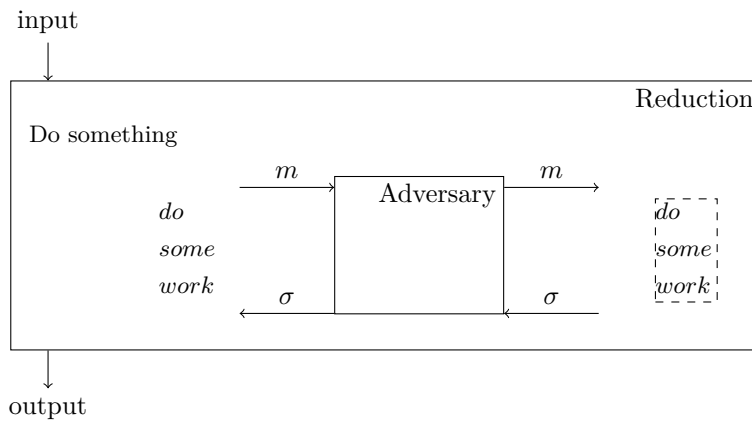 input
Reduction
Do something
m
m
Adversary
do
some
work
do
some
work
σ
σ
output